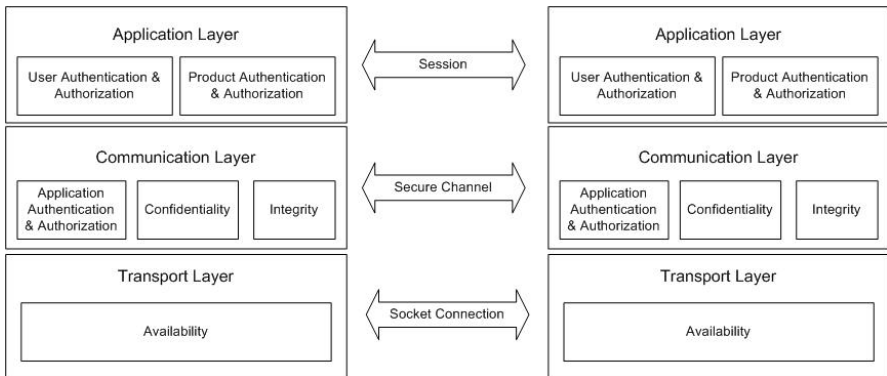 Application Layer
User Authentication &
Authorization
Product Authentication
& Authorization
Session
Application Layer
User Authentication &
Authorization
Product Authentication
& Authorization
Communication Layer
Application
Authentication
& Authorization
Confidentiality
Integrity
Secure Channel
Communication Layer
Application
Authentication
& Authorization
Confidentiality
Integrity
Transport Layer
Availability
Socket Connection
Transport Layer
Availability